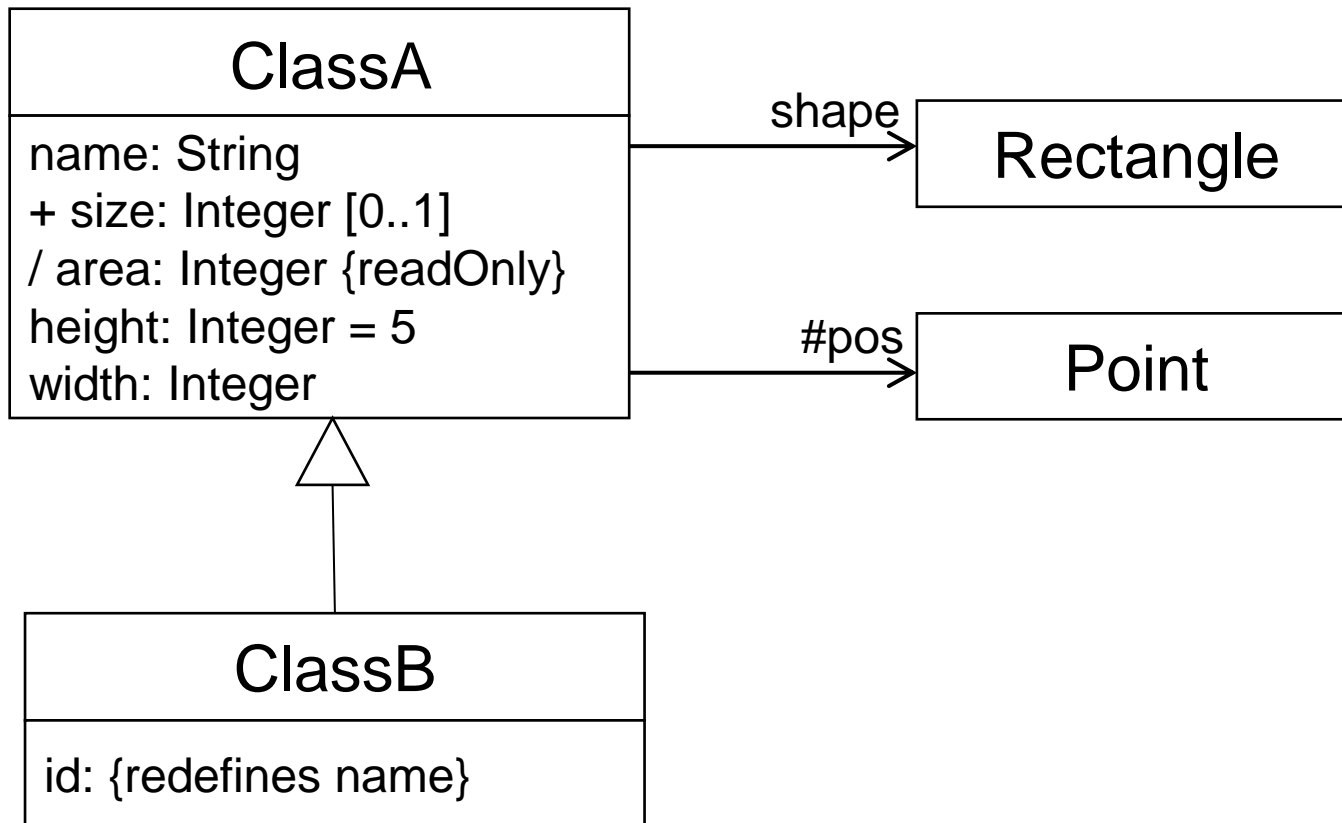 ClassA
name: String
+ size: Integer [0..1]
/ area: Integer {readOnly}
height: Integer = 5
width: Integer
shape
Rectangle
#pos
Point
ClassB
id: {redefines name}